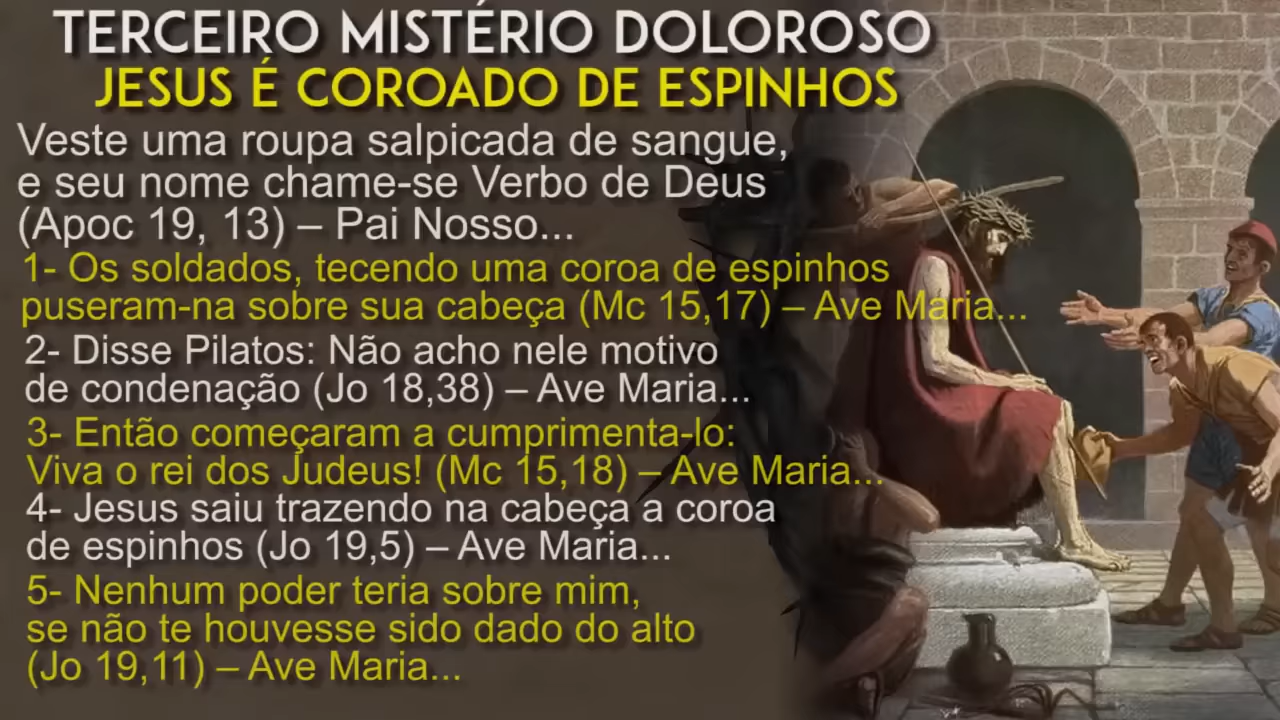 TERCEIRO MISTÉRIO DOLOROSO
JESUS É COROADO DE ESPINHOS
Veste uma roupa salpicada de sangue,
e seu nome chame-se Verbo de Deus
(Apoc 19, 13) – Pai Nosso...
1- Os soldados, tecendo uma coroa de espinhos
puseram-na sobre sua cabeça (Mc 15,17) – Ave Maria...
2- Disse Pilatos: Não acho nele motivo
de condenação (Jo 18,38) – Ave Maria...
3- Então começaram a cumprimenta-lo:
Viva o rei dos Judeus! (Mc 15,18) – Ave Maria...
4- Jesus saiu trazendo na cabeça a coroa
de espinhos (Jo 19,5) – Ave Maria...
5- Nenhum poder teria sobre mim,
se não te houvesse sido dado do alto
(Jo 19,11) – Ave Maria...